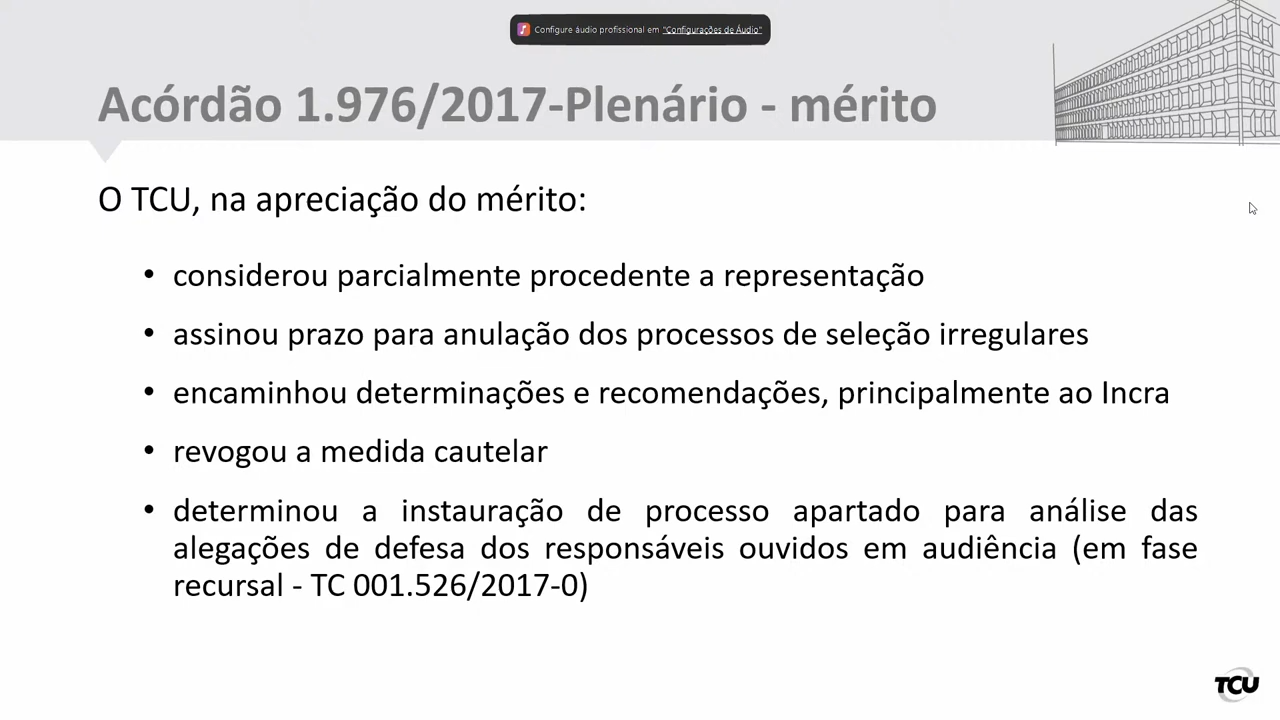 Configure áudio profissional em "Configurações de Áudio"
Acórdão 1.976/2017-Plenário - mérito
O TCU, na apreciação do mérito:
• considerou parcialmente procedente a representação
• assinou prazo para anulação dos processos de seleção irregulares
• encaminhou determinações e recomendações, principalmente ao Incra
• revogou a medida cautelar
• determinou a instauração de processo apartado para análise das
alegações de defesa dos responsáveis ouvidos em audiência (em fase
recursal - TC 001.526/2017-0)
TCU